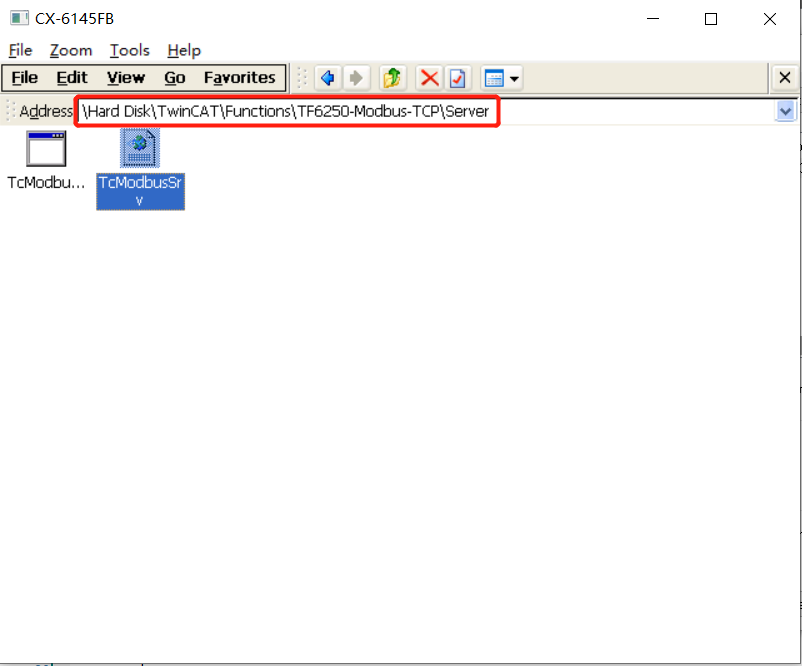 CX-6145FB
File Zoom Tools Help
File Edit View Go Favorites
Address \Hard Disk\TwinCAT\Functions\TF6250-Modbus-TCP\Server
TcModbu... TcModbusSr
v